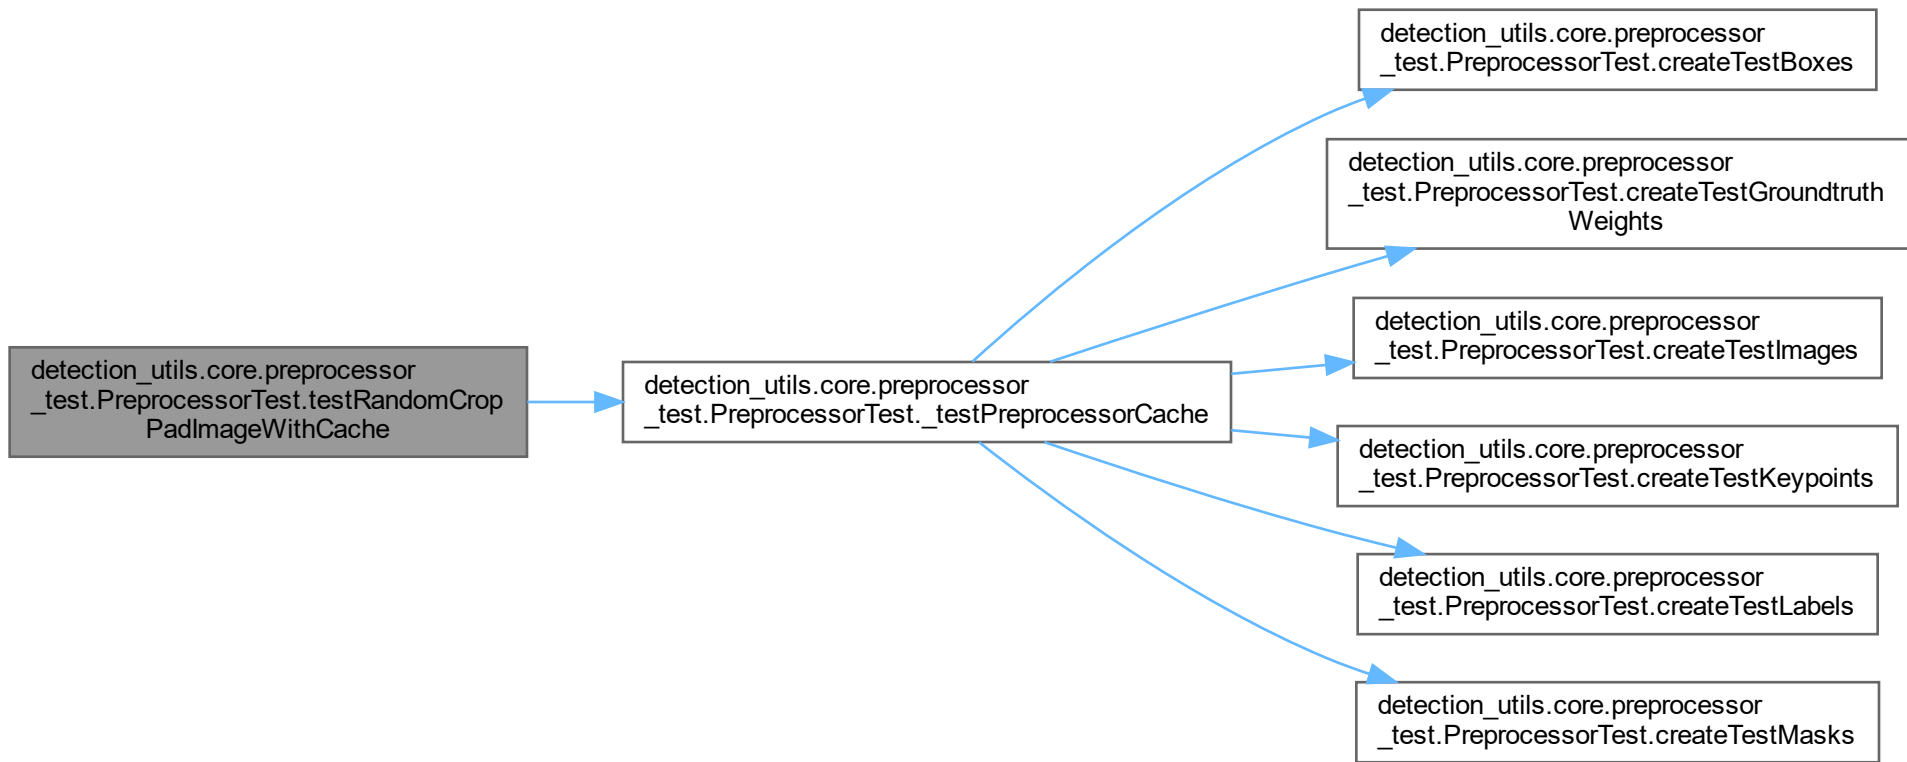 detection_utils.core.preprocessor
_test.PreprocessorTest.testRandomCrop
PadImageWithCache
detection_utils.core.preprocessor
_test.PreprocessorTest._testPreprocessorCache
detection_utils.core.preprocessor
_test.PreprocessorTest.createTestBoxes
detection_utils.core.preprocessor
_test.PreprocessorTest.createTestGroundtruth
Weights
detection_utils.core.preprocessor
_test.PreprocessorTest.createTestImages
detection_utils.core.preprocessor
_test.PreprocessorTest.createTestKeypoints
detection_utils.core.preprocessor
_test.PreprocessorTest.createTestLabels
detection_utils.core.preprocessor
_test.PreprocessorTest.createTestMasks